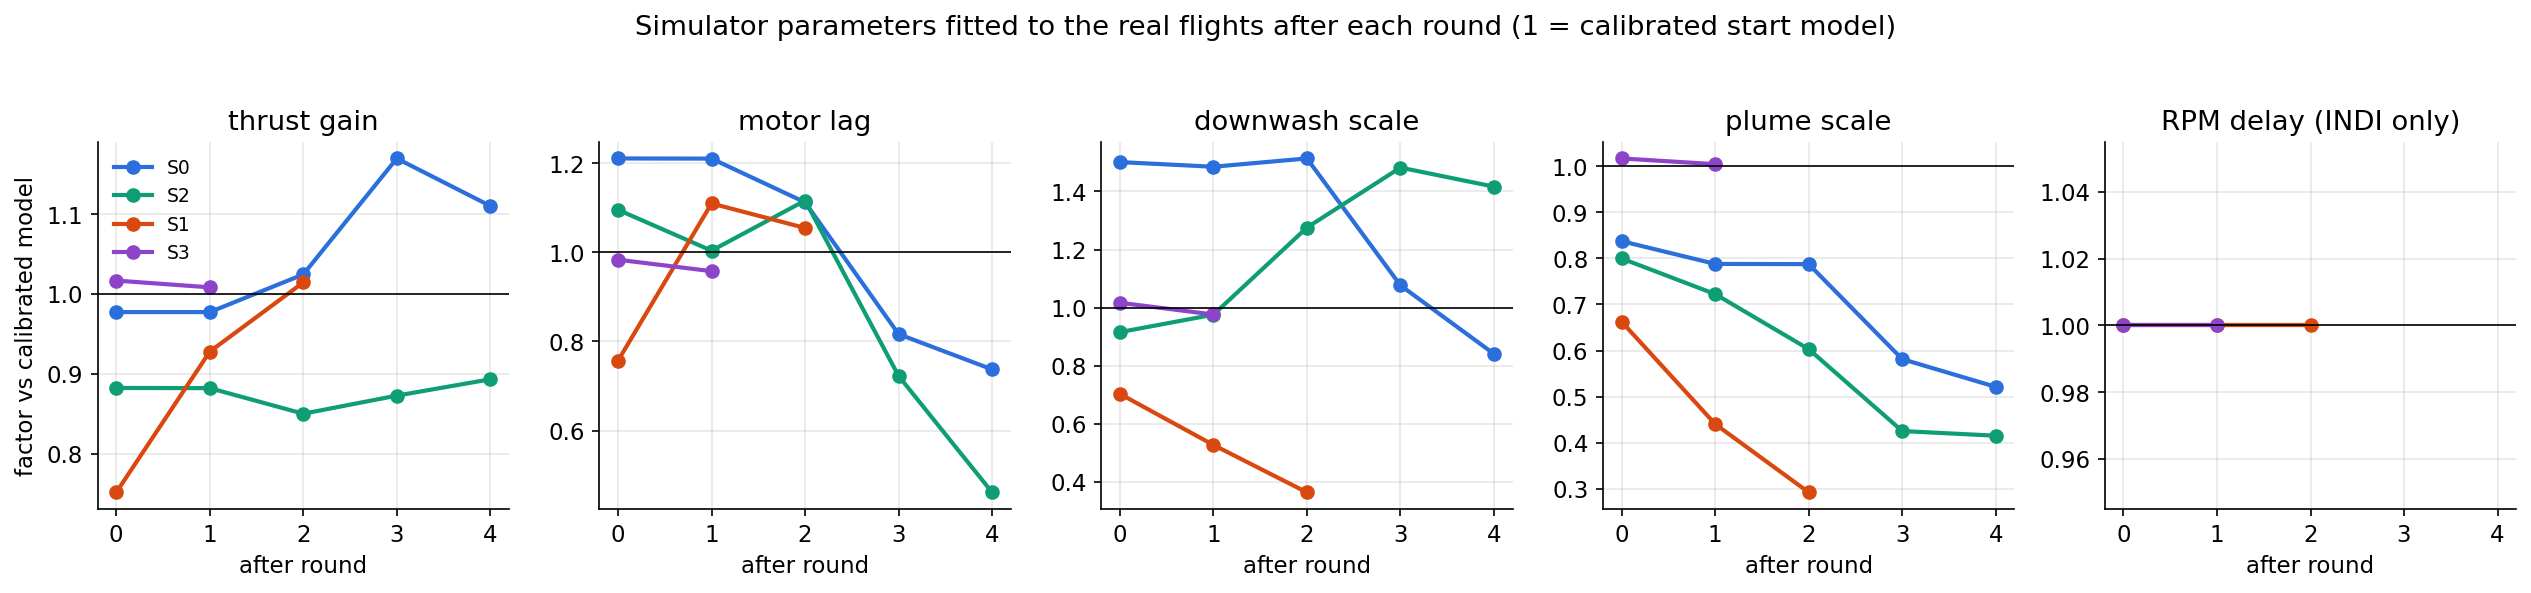 Simulator parameters fitted to the real flights after each round (1 = calibrated start model)
thrust gain
motor lag
downwash scale
plume scale
RPM delay (INDI only)
factor vs calibrated model
S0
S2
S1
S3
1.1
1.0
0.9
0.8
0 1 2 3 4
after round
1.2
1.0
0.8
0.6
0 1 2 3 4
after round
1.4
1.2
1.0
0.8
0.6
0.4
0 1 2 3 4
after round
1.0
0.9
0.8
0.7
0.6
0.5
0.4
0.3
0 1 2 3 4
after round
1.04
1.02
1.00
0.98
0.96
0 1 2 3 4
after round